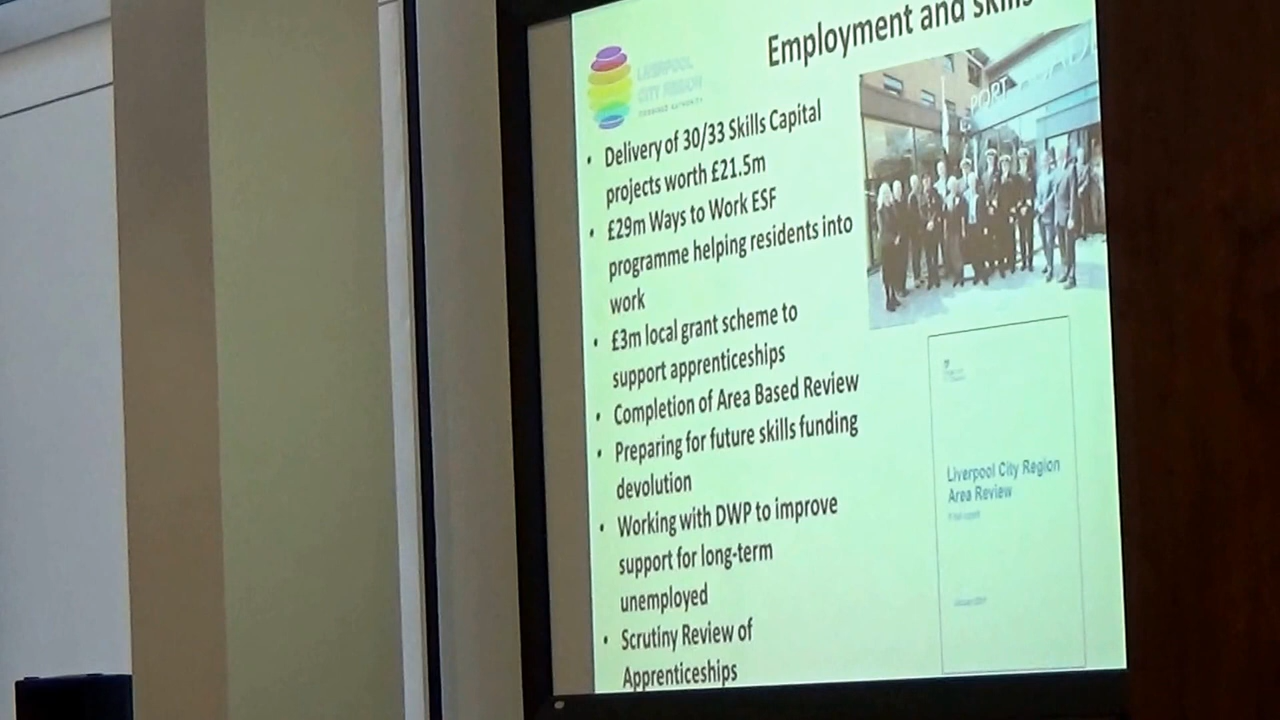 Employment and skills
LIVERPOOL
CITY REGION
COMBINED AUTHORITY
PORT
• Delivery of 30/33 Skills Capital
projects worth £21.5m
• £29m Ways to Work ESF
programme helping residents into
work
• £3m local grant scheme to
support apprenticeships
• Completion of Area Based Review
• Preparing for future skills funding
devolution
• Working with DWP to improve
support for long-term
unemployed
• Scrutiny Review of
Apprenticeships
Liverpool City Region
Area Review